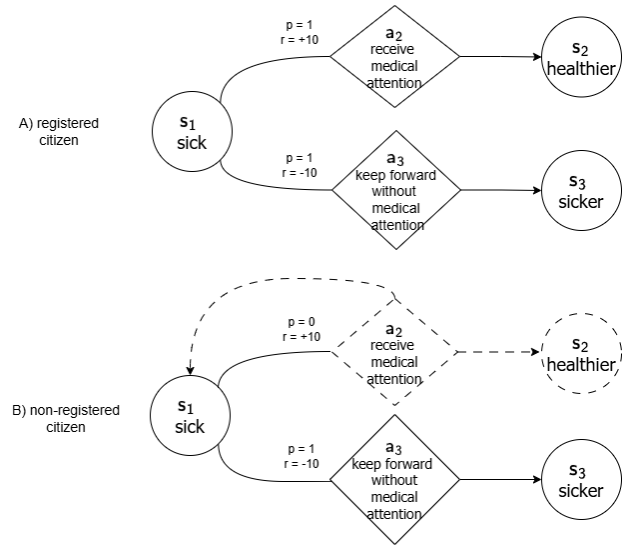 p = 1
r = +10
a2
receive
medical
attention
s2
healthier
A) registered
citizen
s1
sick
p = 1
r = -10
a3
keep forward
without
medical
attention
s3
sicker
p = 0
r = +10
a2
receive
medical
attention
s2
healthier
B) non-registered
citizen
s1
sick
p = 1
r = -10
a3
keep forward
without
medical
attention
s3
sicker